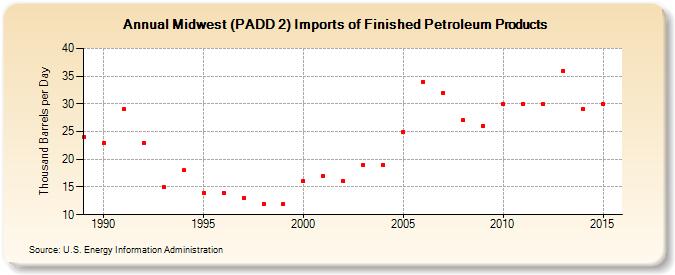 Annual Midwest (PADD 2) Imports of Finished Petroleum Products
Thousand Barrels per Day
40
35
30
25
20
15
10
1990 1995 2000 2005 2010 2015
Source: U.S. Energy Information Administration